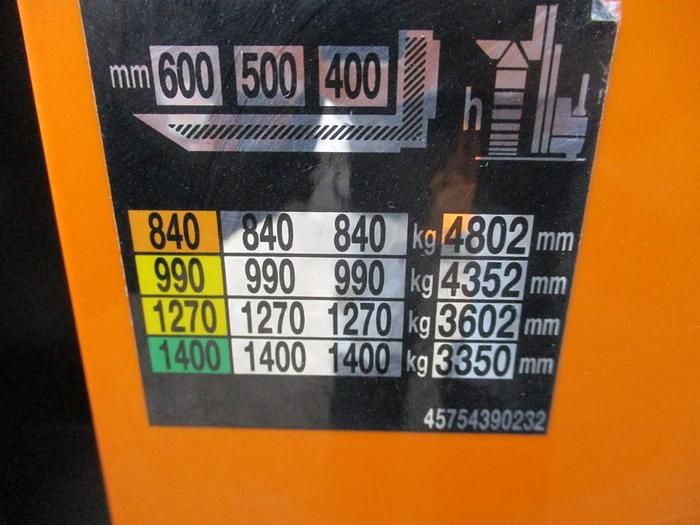 mm 600 500 400
h
840 840 840 kg 4802 mm
990 990 990 kg 4352 mm
1270 1270 1270 kg 3602 mm
1400 1400 1400 kg 3350 mm
45754390232